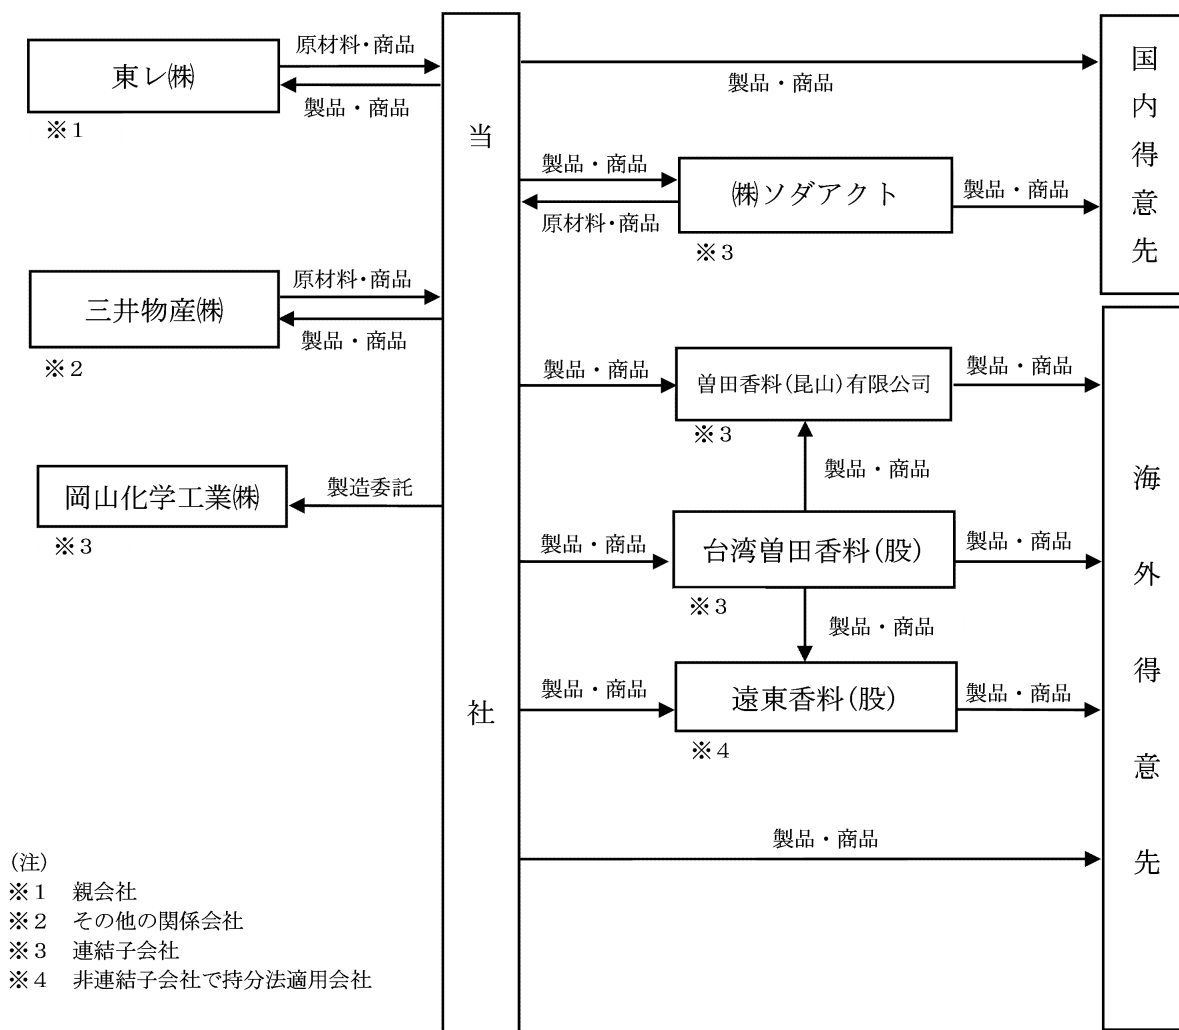 原材料・商品
東レ㈱
製品・商品
※1
原材料・商品
三井物産㈱
製品・商品
※2
製造委託
岡山化学工業㈱
※3
当社
製品・商品
製品・商品
㈱ソダアクト
製品・商品
原材料・商品
※3
製品・商品
曽田香料(昆山)有限公司
製品・商品
※3
製品・商品
製品・商品
台湾曽田香料(股)
製品・商品
※3
製品・商品
製品・商品
遠東香料(股)
製品・商品
※4
製品・商品
国内得意先
海外得意先
(注)
※1 親会社
※2 その他の関係会社
※3 連結子会社
※4 非連結子会社で持分法適用会社